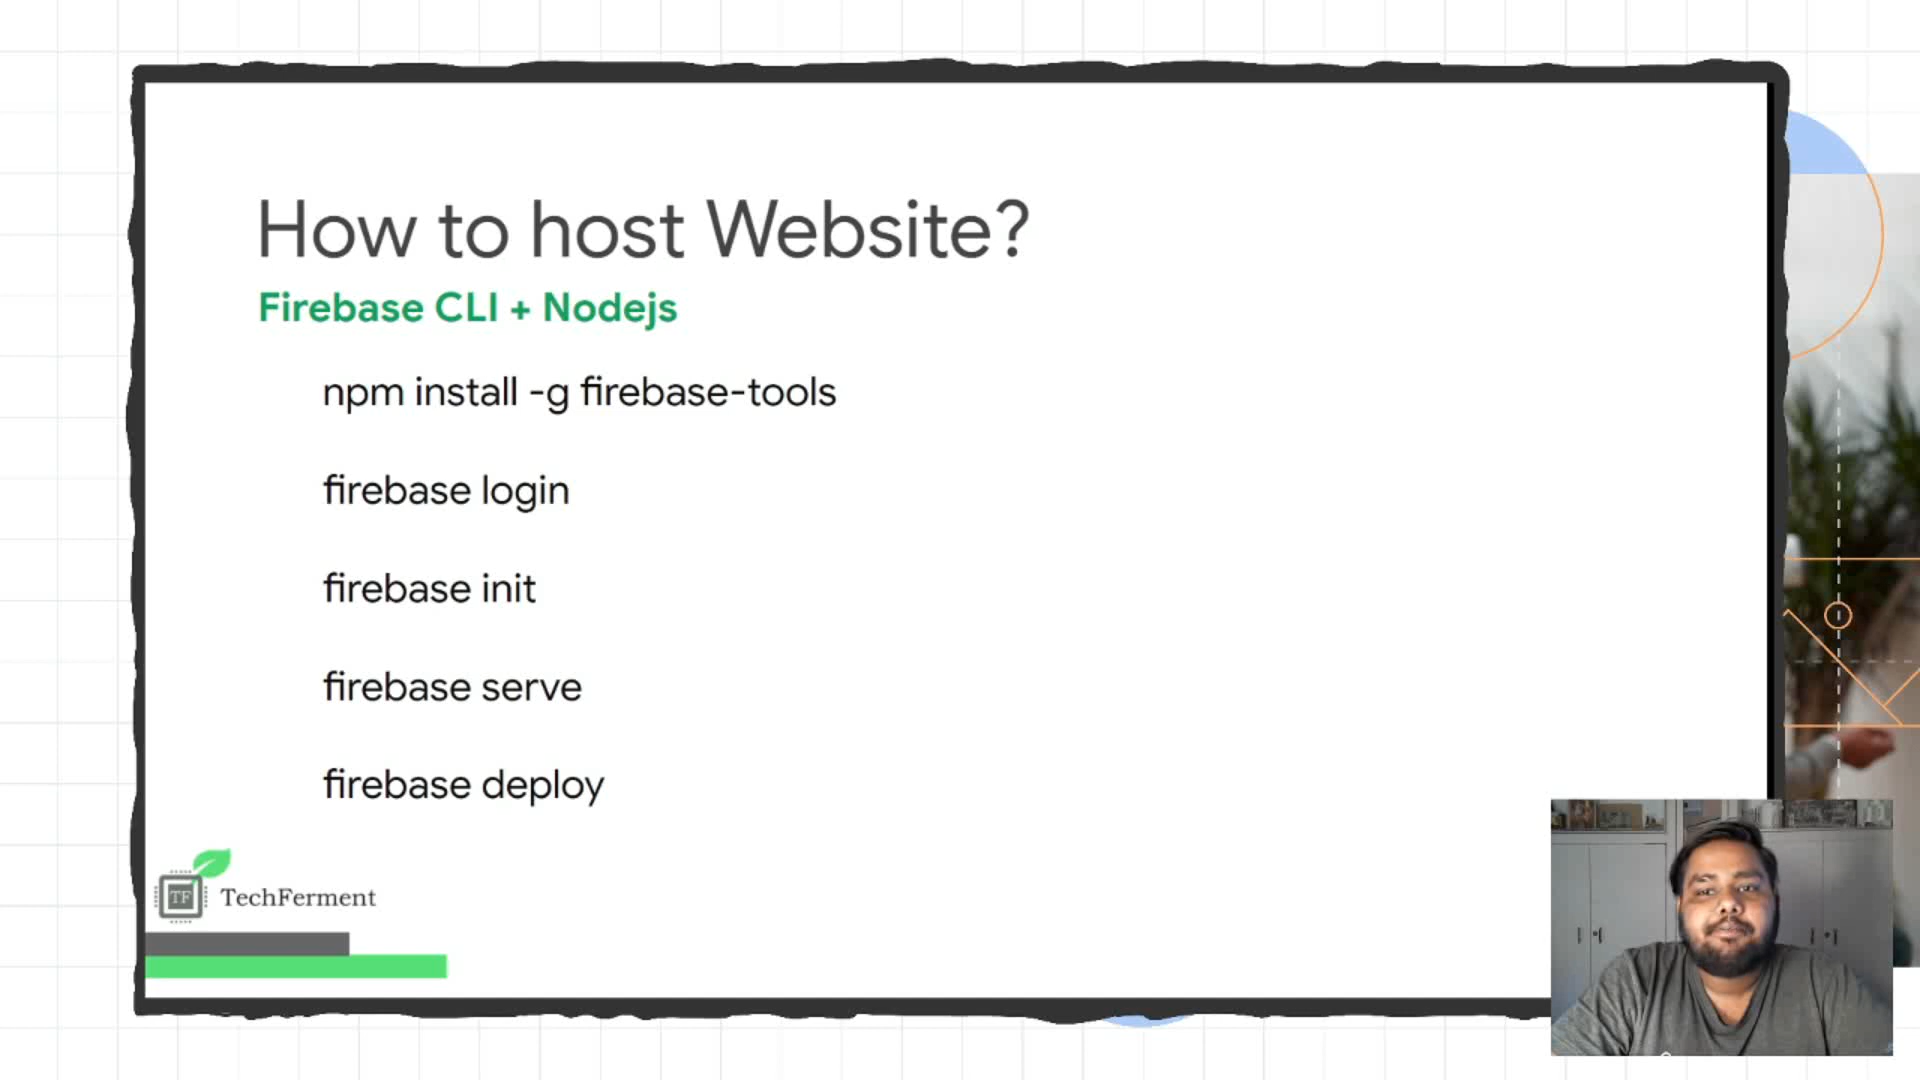 How to host Website?
Firebase CLI + Nodejs
npm install -g firebase-tools
firebase login
firebase init
firebase serve
firebase deploy
TF
TechFerment